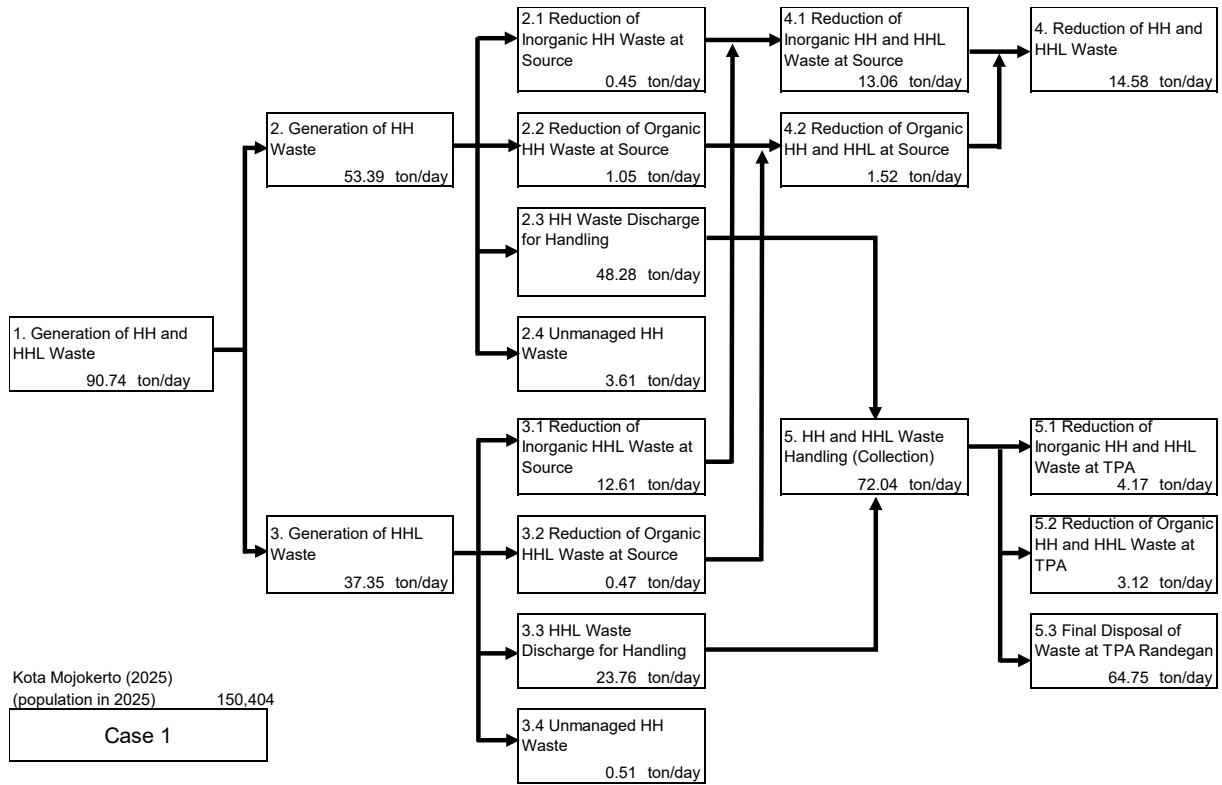 1. Generation of HH and
HHL Waste
90.74 ton/day
2. Generation of HH
Waste
53.39 ton/day
3. Generation of HHL
Waste
37.35 ton/day
2.1 Reduction of
Inorganic HH Waste at
Source
0.45 ton/day
2.2 Reduction of Organic
HH Waste at Source
1.05 ton/day
2.3 HH Waste Discharge
for Handling
48.28 ton/day
2.4 Unmanaged HH
Waste
3.61 ton/day
3.1 Reduction of
Inorganic HHL Waste at
Source
12.61 ton/day
3.2 Reduction of Organic
HHL Waste at Source
0.47 ton/day
3.3 HHL Waste
Discharge for Handling
23.76 ton/day
3.4 Unmanaged HH
Waste
0.51 ton/day
4.1 Reduction of
Inorganic HH and HHL
Waste at Source
13.06 ton/day
4.2 Reduction of Organic
HH and HHL at Source
1.52 ton/day
4. Reduction of HH and
HHL Waste
14.58 ton/day
5. HH and HHL Waste
Handling (Collection)
72.04 ton/day
5.1 Reduction of
Inorganic HH and HHL
Waste at TPA
4.17 ton/day
5.2 Reduction of Organic
HH and HHL Waste at
TPA
3.12 ton/day
5.3 Final Disposal of
Waste at TPA Randegan
64.75 ton/day
Kota Mojokerto (2025)
(population in 2025) 150,404
Case 1